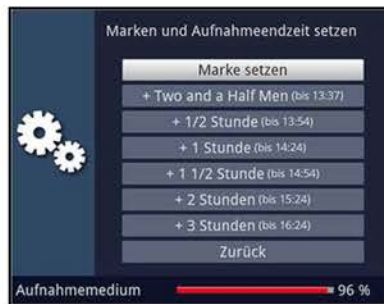 Marken und Aufnahmeendzeit setzen
Marke setzen
+ Two and a Half Men (bis 13:37)
+ 1/2 Stunde (bis 13:54)
+ 1 Stunde (bis 14:24)
+ 1 1/2 Stunde (bis 14:54)
+ 2 Stunden (bis 15:24)
+ 3 Stunden (bis 16:24)
Zurück
Aufnahmemedium 96 %